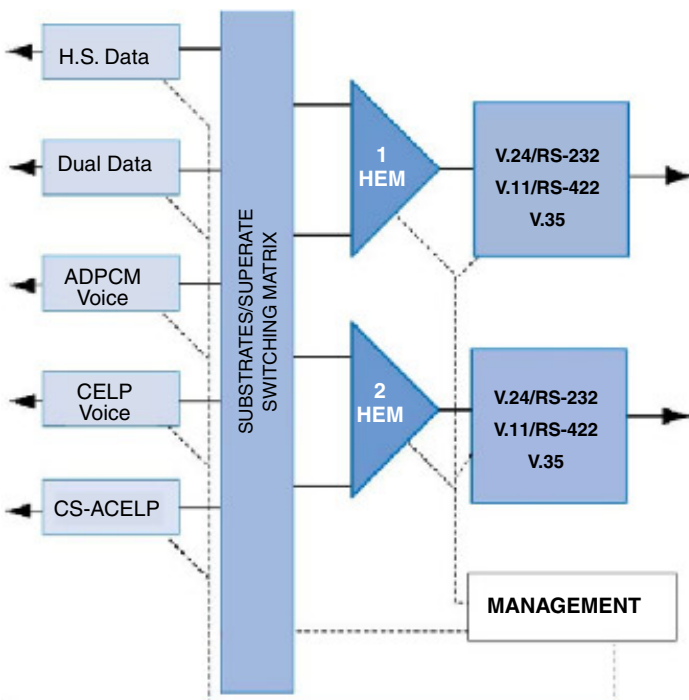 H.S. Data
Dual Data
ADPCM
Voice
CELP
Voice
CS-ACELP
SUBSTRATES/SUPERATE
SWITCHING MATRIX
1
HEM
V.24/RS-232
V.11/RS-422
V.35
2
HEM
V.24/RS-232
V.11/RS-422
V.35
MANAGEMENT